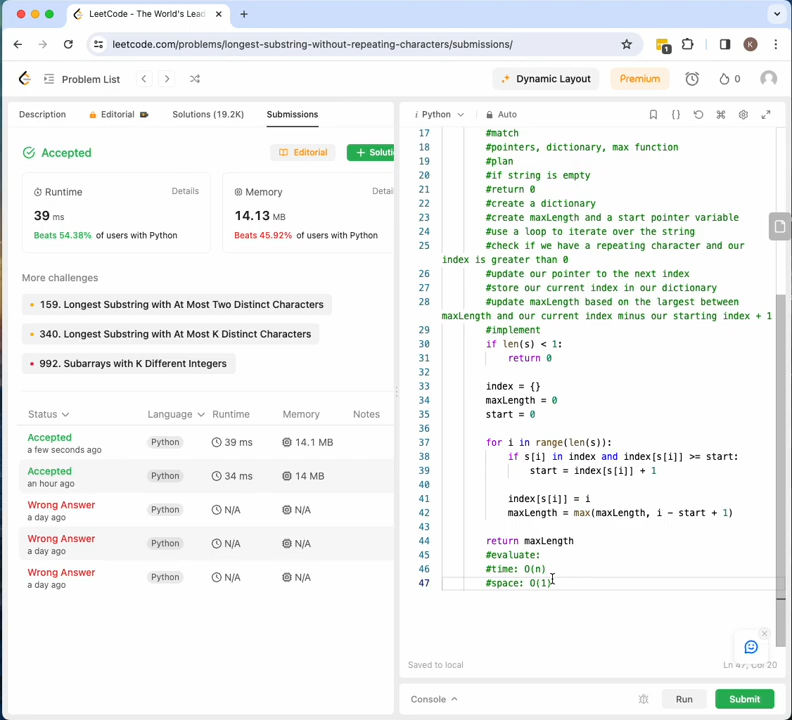 LeetCode - The World's Lead
leetcode.com/problems/longest-substring-without-repeating-characters/submissions/
1
K
Problem List
Dynamic Layout
Premium
0
Description
Editorial
Solutions (19.2K)
Submissions
Accepted
Editorial
+ Soluti
Runtime
Details
39 ms
Beats 54.38% of users with Python
Memory
Detai
14.13 MB
Beats 45.92% of users with Python
More challenges
159. Longest Substring with At Most Two Distinct Characters
340. Longest Substring with At Most K Distinct Characters
992. Subarrays with K Different Integers
Status Language Runtime Memory Notes
Accepted Python 39 ms 14.1 MB
a few seconds ago
Accepted Python 34 ms 14 MB
an hour ago
Wrong Answer Python N/A N/A
a day ago
Wrong Answer Python N/A N/A
a day ago
Wrong Answer Python N/A N/A
a day ago
i Python Auto
17 #match
18 #pointers, dictionary, max function
19 #plan
20 #if string is empty
21 #return 0
22 #create a dictionary
23 #create maxLength and a start pointer variable
24 #use a loop to iterate over the string
25 #check if we have a repeating character and our
index is greater than 0
26 #update our pointer to the next index
27 #store our current index in our dictionary
28 #update maxLength based on the largest between
maxLength and our current index minus our starting index + 1
29 #implement
30 if len(s) < 1:
31 return 0
32
33 index = {}
34 maxLength = 0
35 start = 0
36
37 for i in range(len(s)):
38 if s[i] in index and index[s[i]] >= start:
39 start = index[s[i]] + 1
40
41 index[s[i]] = i
42 maxLength = max(maxLength, i - start + 1)
43
44 return maxLength
45 #evaluate:
46 #time: O(n)
47 #space: O(1)
Saved to local
Ln 47, Col 20
Console
Run
Submit